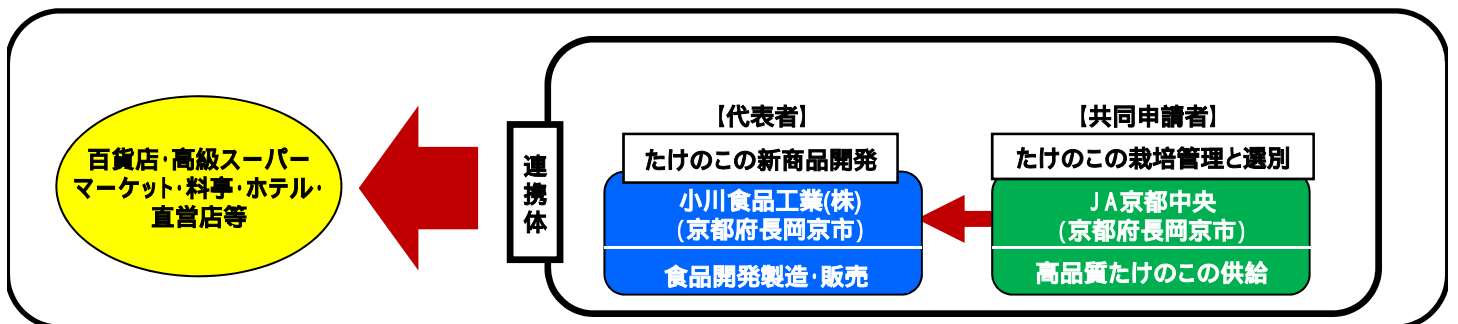 百貨店・高級スーパー
マーケット・料亭・ホテル・
直営店等
連携体
【代表者】
たけのこの新商品開発
小川食品工業(株)
(京都府長岡京市)
食品開発製造・販売
【共同申請者】
たけのこの栽培管理と選別
JA京都中央
(京都府長岡京市)
高品質たけのこの供給